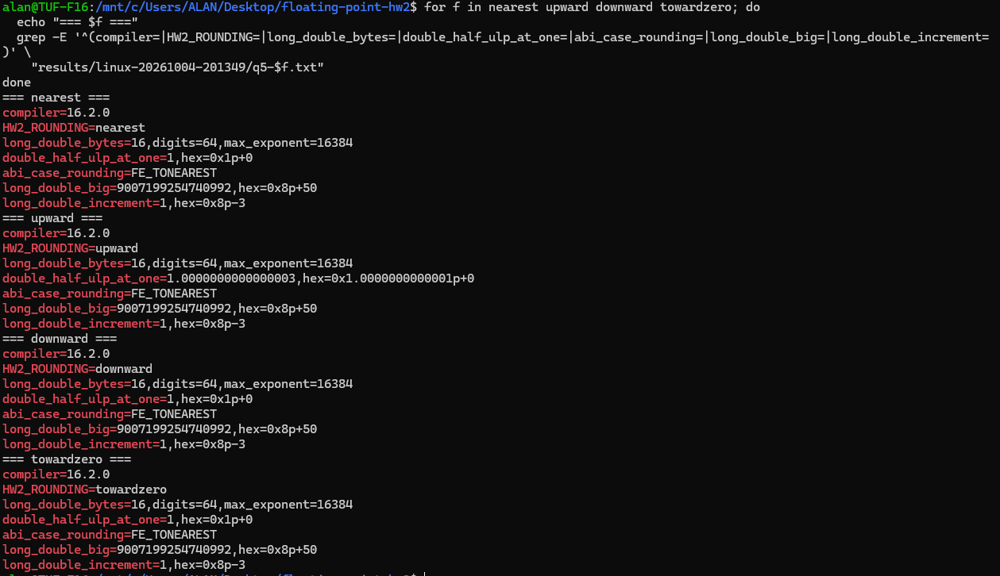 alan@TUF-F16:/mnt/c/Users/ALAN/Desktop/floating-point-hw2$ for f in nearest upward downward towardzero; do
  echo "=== $f ==="
  grep -E '^(compiler=|HW2_ROUNDING=|long_double_bytes=|double_half_ulp_at_one=|abi_case_rounding=|long_double_big=|long_double_increment=
)' \
    "results/linux-20261004-201349/q5-$f.txt"
done
=== nearest ===
compiler=16.2.0
HW2_ROUNDING=nearest
long_double_bytes=16,digits=64,max_exponent=16384
double_half_ulp_at_one=1,hex=0x1p+0
abi_case_rounding=FE_TONEAREST
long_double_big=9007199254740992,hex=0x8p+50
long_double_increment=1,hex=0x8p-3
=== upward ===
compiler=16.2.0
HW2_ROUNDING=upward
long_double_bytes=16,digits=64,max_exponent=16384
double_half_ulp_at_one=1.0000000000000003,hex=0x1.0000000000001p+0
abi_case_rounding=FE_TONEAREST
long_double_big=9007199254740992,hex=0x8p+50
long_double_increment=1,hex=0x8p-3
=== downward ===
compiler=16.2.0
HW2_ROUNDING=downward
long_double_bytes=16,digits=64,max_exponent=16384
double_half_ulp_at_one=1,hex=0x1p+0
abi_case_rounding=FE_TONEAREST
long_double_big=9007199254740992,hex=0x8p+50
long_double_increment=1,hex=0x8p-3
=== towardzero ===
compiler=16.2.0
HW2_ROUNDING=towardzero
long_double_bytes=16,digits=64,max_exponent=16384
double_half_ulp_at_one=1,hex=0x1p+0
abi_case_rounding=FE_TONEAREST
long_double_big=9007199254740992,hex=0x8p+50
long_double_increment=1,hex=0x8p-3